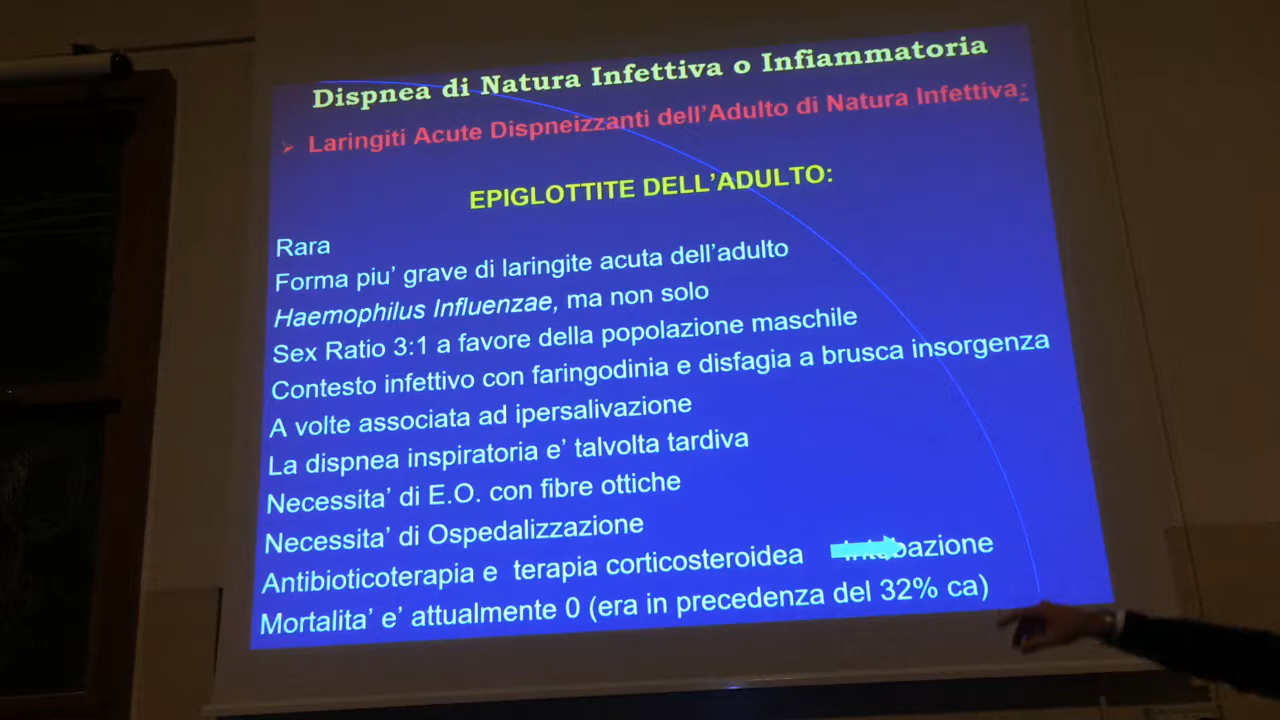 Dispnea di Natura Infettiva o Infiammatoria
Laringiti Acute Dispneizzanti dell'Adulto di Natura Infettiva:
EPIGLOTTITE DELL'ADULTO:
Rara
Forma piu' grave di laringite acuta dell'adulto
Haemophilus Influenzae, ma non solo
Sex Ratio 3:1 a favore della popolazione maschile
Contesto infettivo con faringodinia e disfagia a brusca insorgenza
A volte associata ad ipersalivazione
La dispnea inspiratoria e' talvolta tardiva
Necessita' di E.O. con fibre ottiche
Necessita' di Ospedalizzazione
Antibioticoterapia e terapia corticosteroidea intubazione
Mortalita' e' attualmente 0 (era in precedenza del 32% ca)